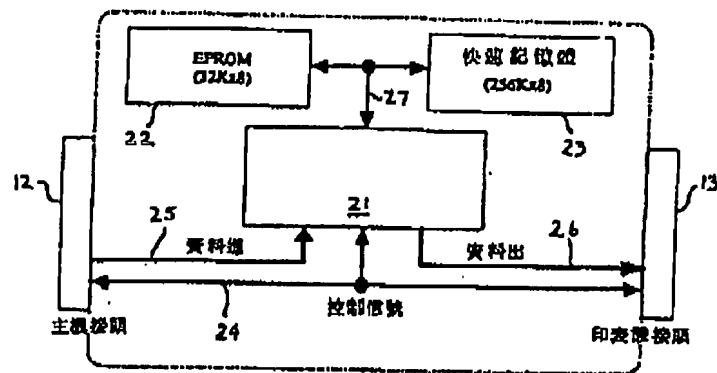 EPROM
(32Kx8)
快速記憶體
(256Kx8)
27
22
23
12
13
21
25
資料進
26
資料出
控制信號
24
主機接頭
印表機接頭